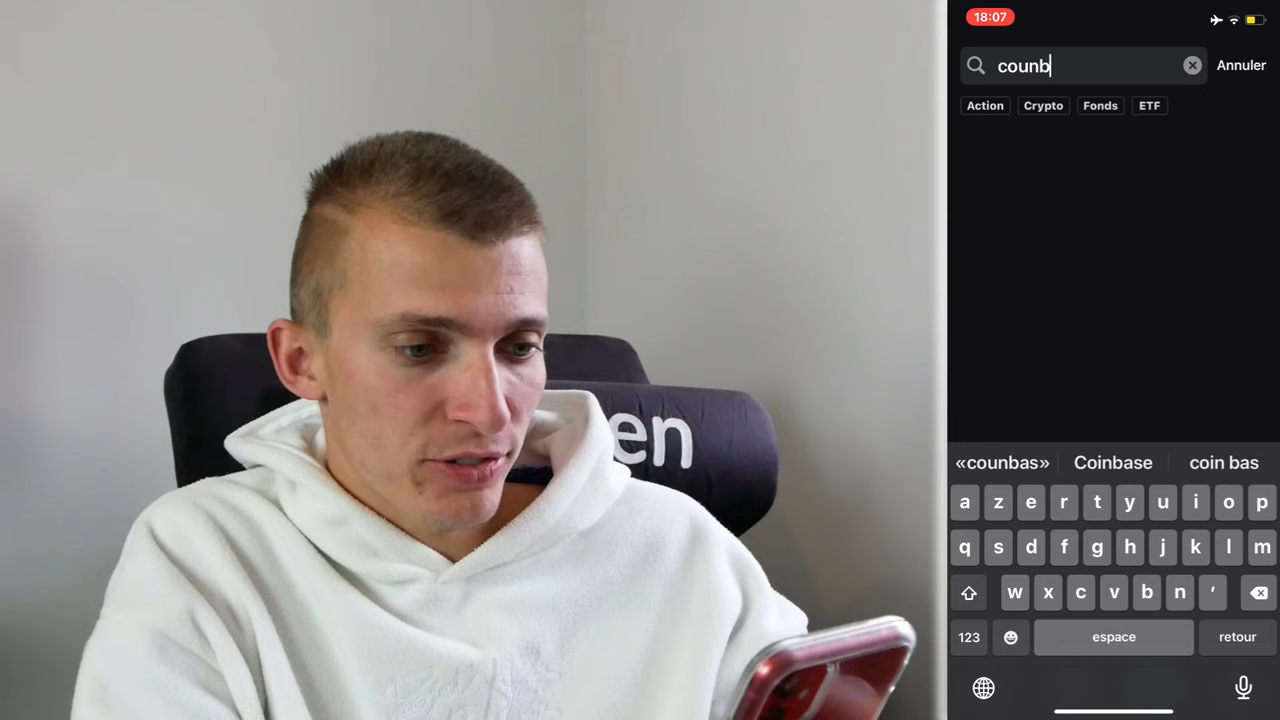 en
18:07
counb
Annuler
Action Crypto Fonds ETF
«counbas» Coinbase coin bas
a z e r t y u i o p
q s d f g h j k l m
w x c v b n '
123 espace retour